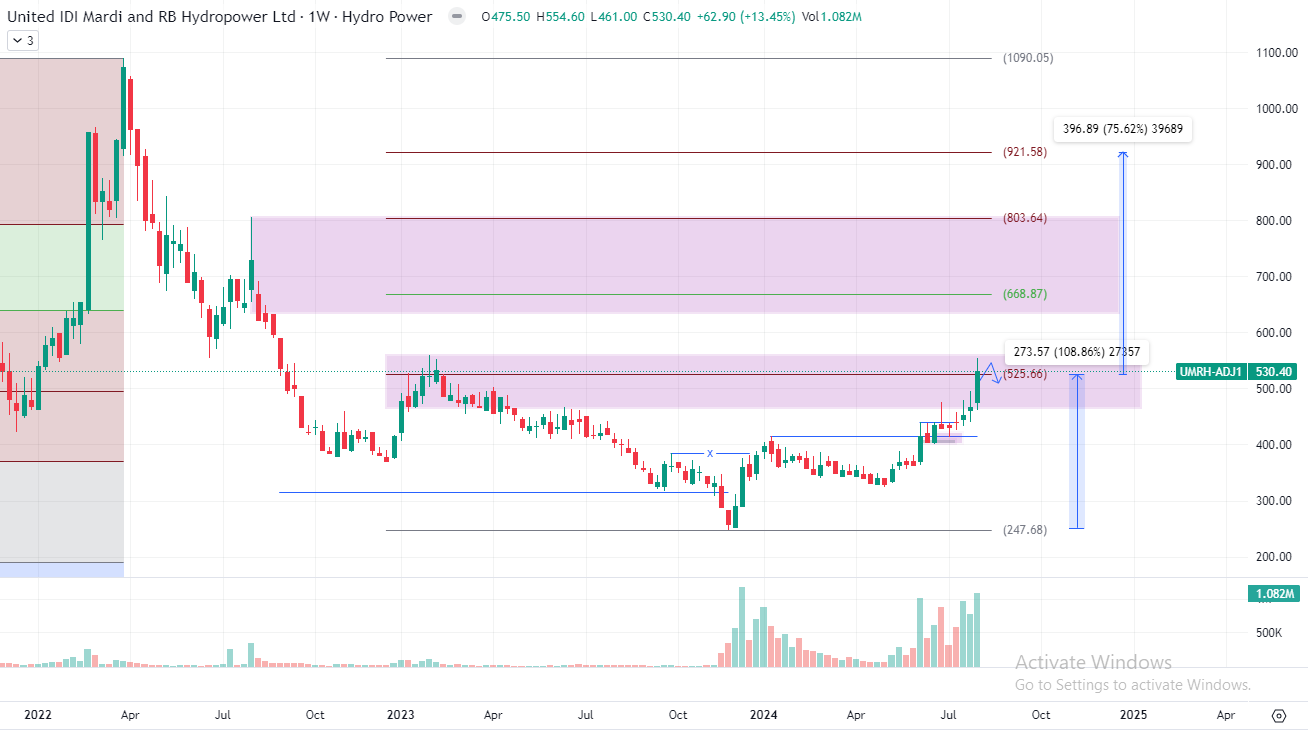 United IDI Mardi and RB Hydropower Ltd · 1W · Hydro Power O475.50 H554.60 L461.00 C530.40 +62.90 (+13.45%) Vol1.082M
3
1100.00
(1090.05)
1000.00
396.89 (75.62%) 39689
(921.58)
900.00
(803.64)
800.00
700.00
(668.87)
600.00
273.57 (108.86%) 27357
(525.66)
UMRH-ADJ1 530.40
500.00
400.00
X
300.00
(247.68)
200.00
1.082M
500K
Activate Windows
Go to Settings to activate Windows.
2022 Apr Jul Oct 2023 Apr Jul Oct 2024 Apr Jul Oct 2025 Apr